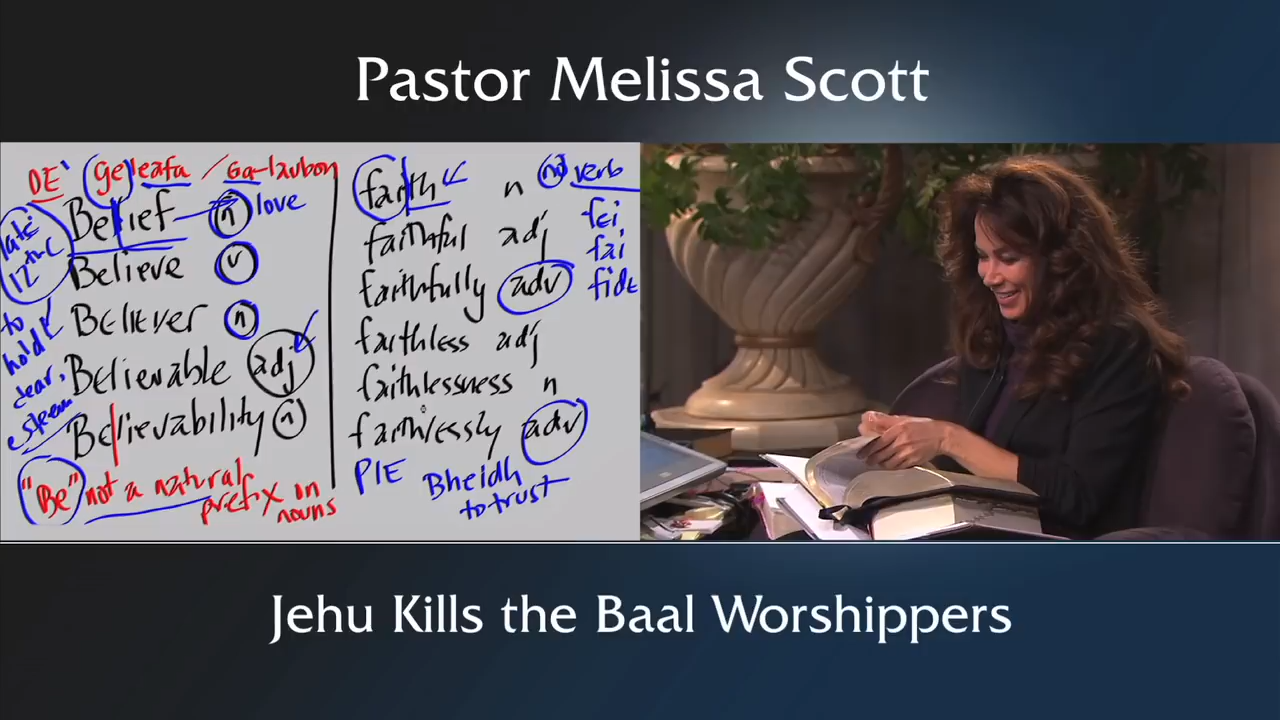 Pastor Melissa Scott
OE' Geleafa / Ga-laubon
late 12th C
Belief n love
Believe v
Believer n
Believable adj
Believability n
to hold dear, esteem
"Be" not a natural prefix on nouns
faith n no verb
faithful adj
faithfully adv
faithless adj
faithlessness n
faithlessly adv
fei
fai
fide
PIE Bheidh
to trust
Jehu Kills the Baal Worshippers